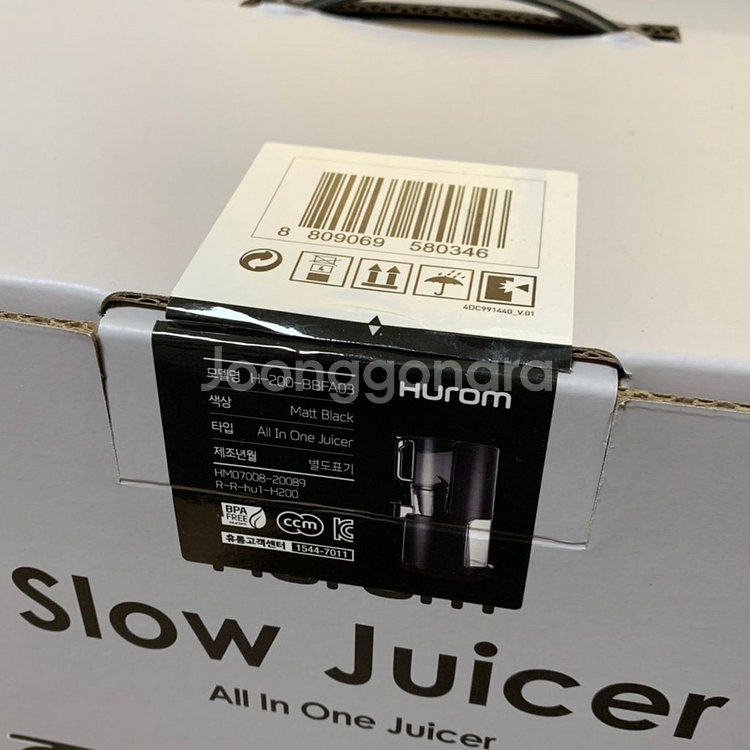 8 809069 580346
4DC991440_V.01
Joonggonara
모델명 H-200-BBFA03
HUROM
색상 Matt Black
타입 All In One Juicer
제조년월 별도표기
HM07008-20089
R-R-hu1-H200
BPA FREE
ccm
휴롬고객센터 1544-7011
Slow Juicer
All In One Juicer